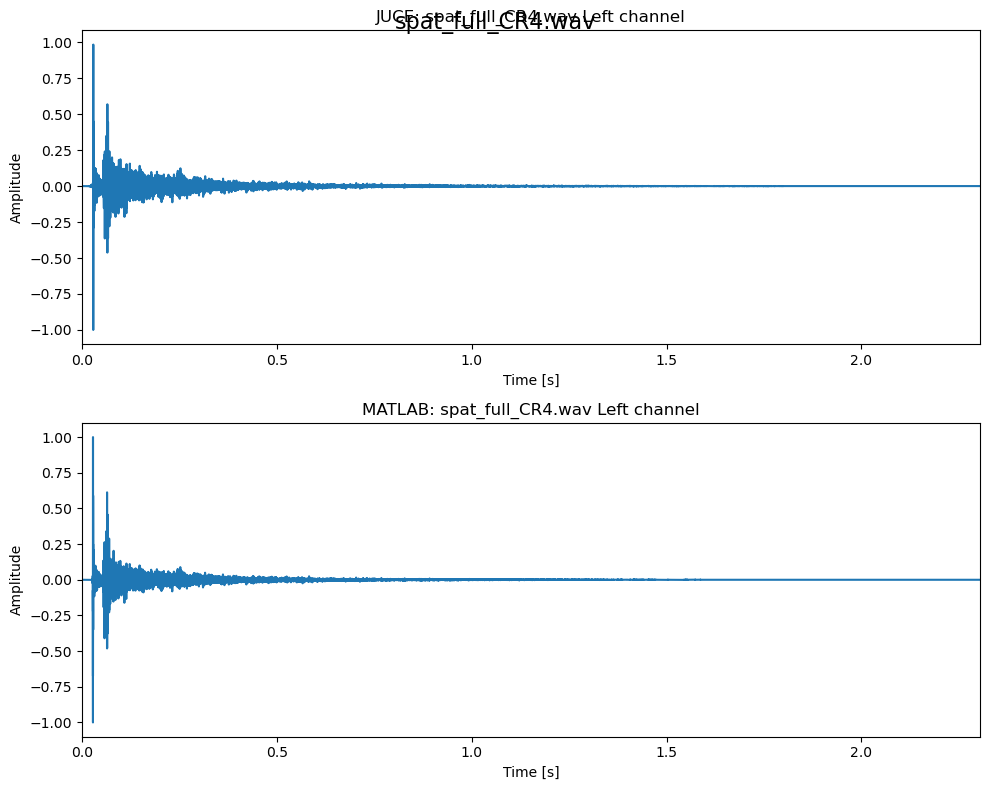 JUCE: spat_full_CR4.wav Left channel
spat_full_CR4.wav
1.00
0.75
0.50
0.25
0.00
−0.25
−0.50
−0.75
−1.00
Amplitude
0.0 0.5 1.0 1.5 2.0
Time [s]
MATLAB: spat_full_CR4.wav Left channel
1.00
0.75
0.50
0.25
0.00
−0.25
−0.50
−0.75
−1.00
Amplitude
0.0 0.5 1.0 1.5 2.0
Time [s]